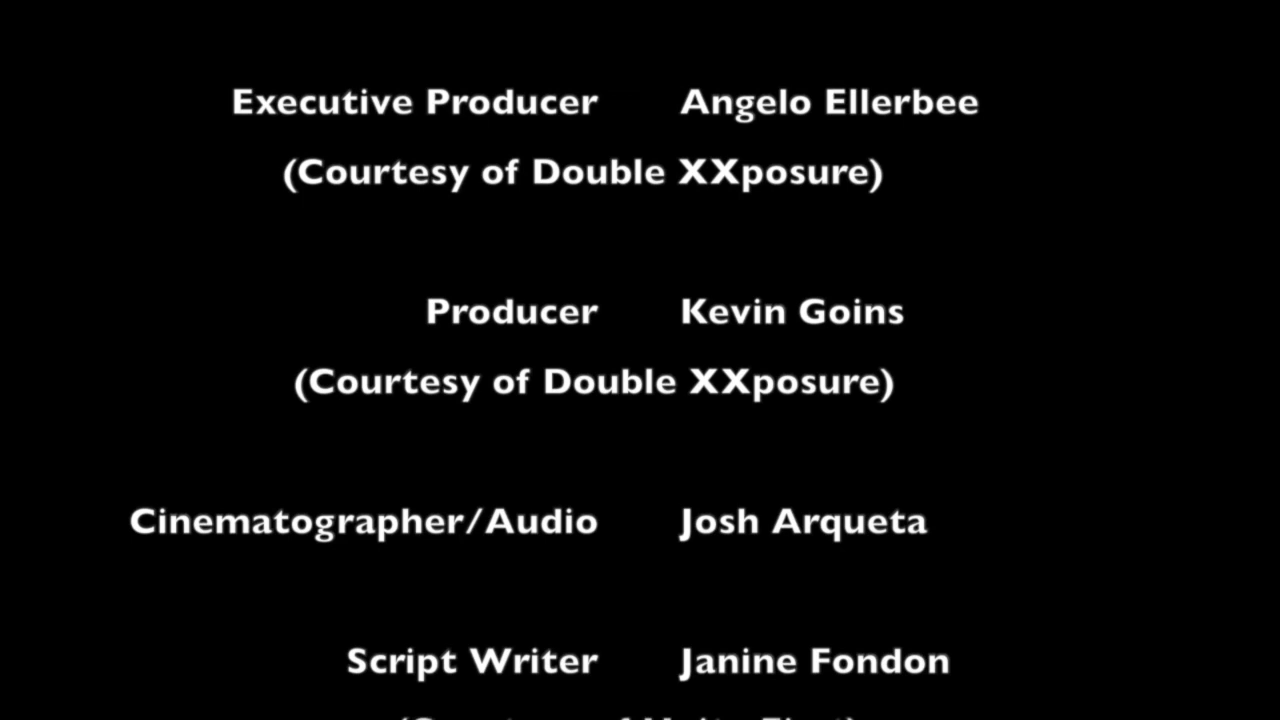 Executive Producer Angelo Ellerbee
(Courtesy of Double XXposure)
Producer Kevin Goins
(Courtesy of Double XXposure)
Cinematographer/Audio Josh Arqueta
Script Writer Janine Fondon